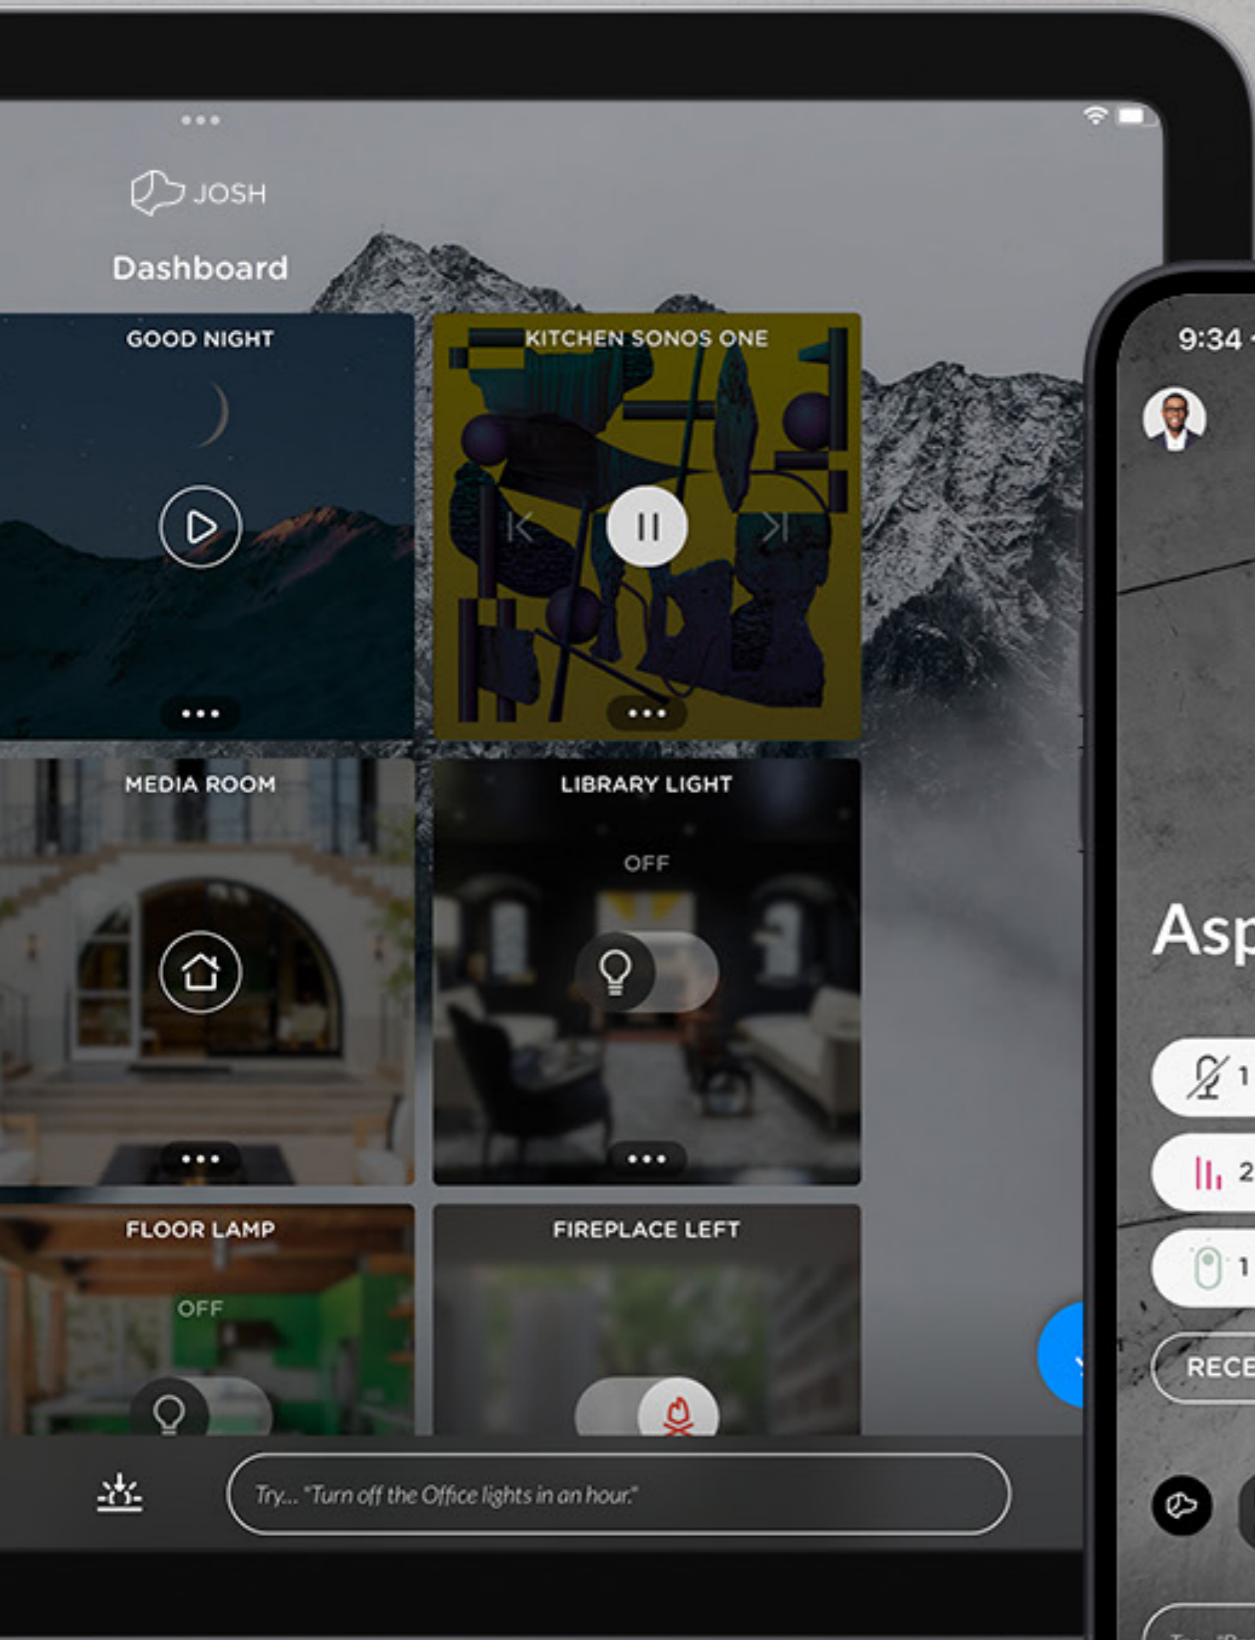 JOSH
Dashboard
GOOD NIGHT
KITCHEN SONOS ONE
MEDIA ROOM
LIBRARY LIGHT
OFF
FLOOR LAMP
FIREPLACE LEFT
OFF
Try... "Turn off the Office lights in an hour."
9:34
Asp
1
2
1
RECE